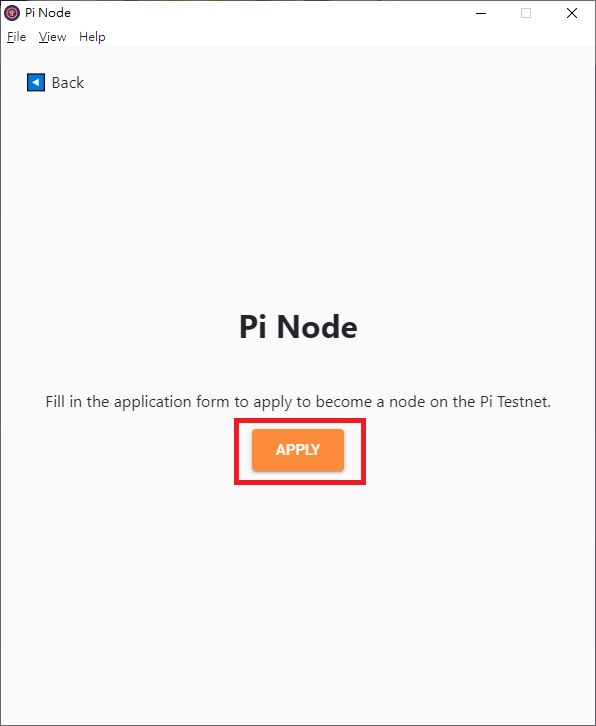 Pi Node
File View Help
Back
Pi Node
Fill in the application form to apply to become a node on the Pi Testnet.
APPLY